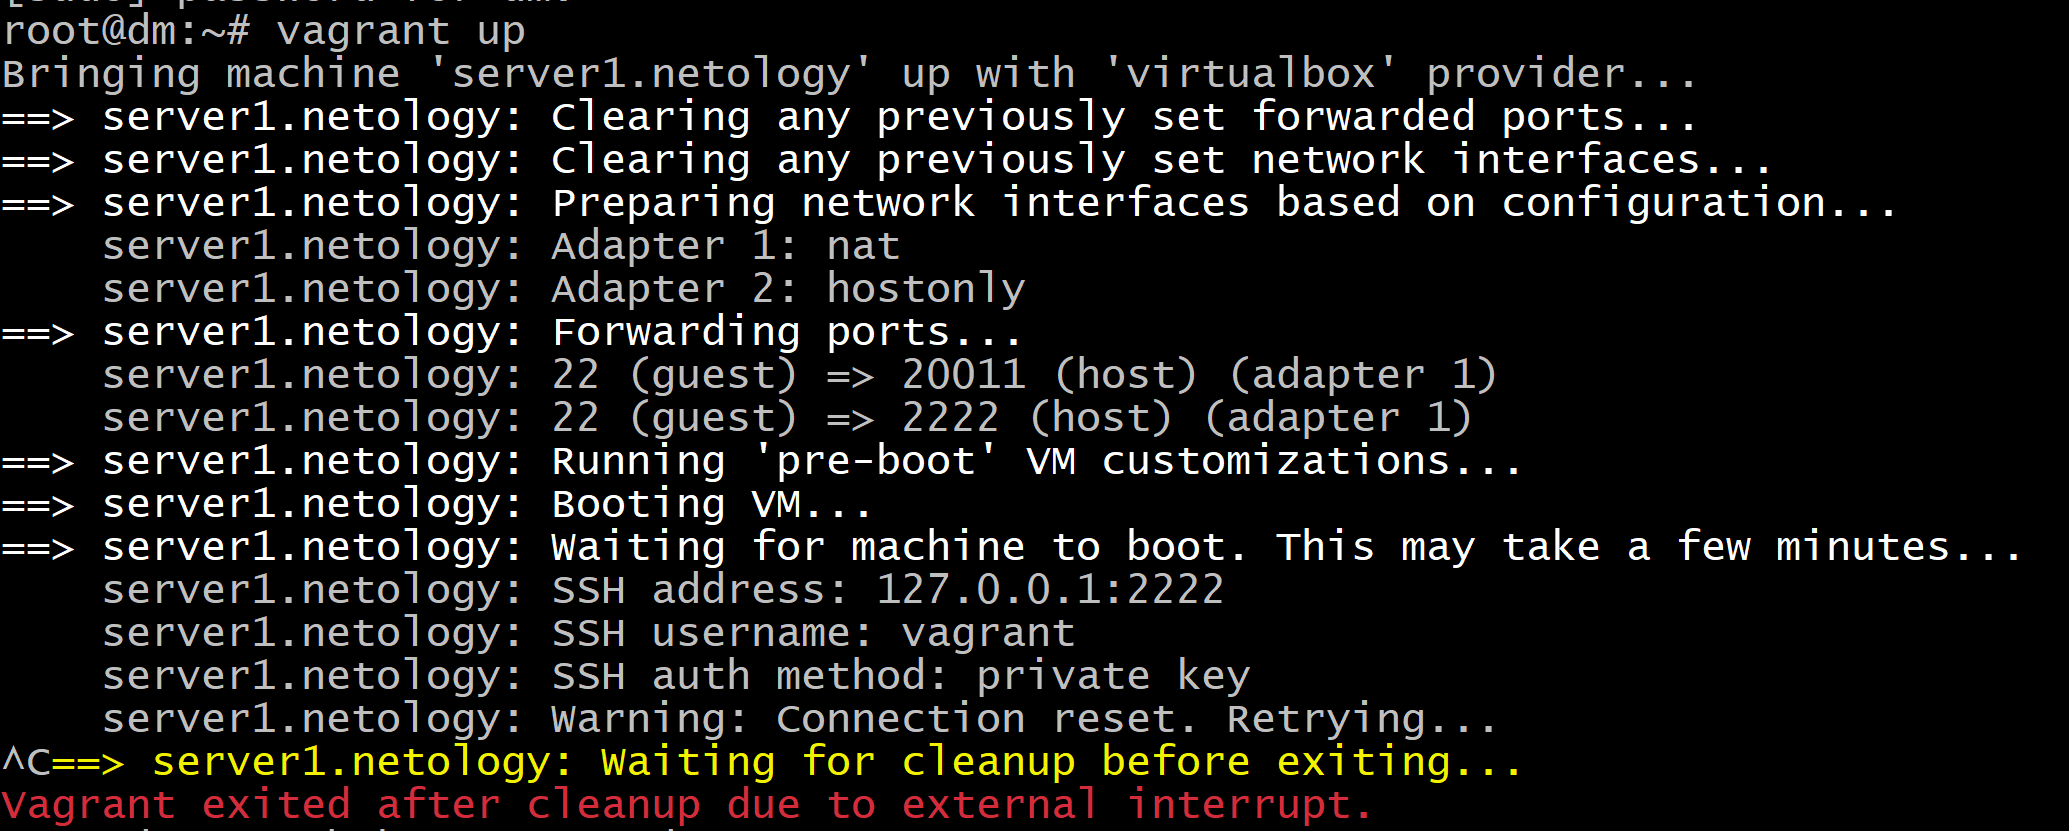 root@dm:~# vagrant up
Bringing machine 'server1.netology' up with 'virtualbox' provider...
==> server1.netology: Clearing any previously set forwarded ports...
==> server1.netology: Clearing any previously set network interfaces...
==> server1.netology: Preparing network interfaces based on configuration...
    server1.netology: Adapter 1: nat
    server1.netology: Adapter 2: hostonly
==> server1.netology: Forwarding ports...
    server1.netology: 22 (guest) => 20011 (host) (adapter 1)
    server1.netology: 22 (guest) => 2222 (host) (adapter 1)
==> server1.netology: Running 'pre-boot' VM customizations...
==> server1.netology: Booting VM...
==> server1.netology: Waiting for machine to boot. This may take a few minutes...
    server1.netology: SSH address: 127.0.0.1:2222
    server1.netology: SSH username: vagrant
    server1.netology: SSH auth method: private key
    server1.netology: Warning: Connection reset. Retrying...
^C==> server1.netology: Waiting for cleanup before exiting...
Vagrant exited after cleanup due to external interrupt.